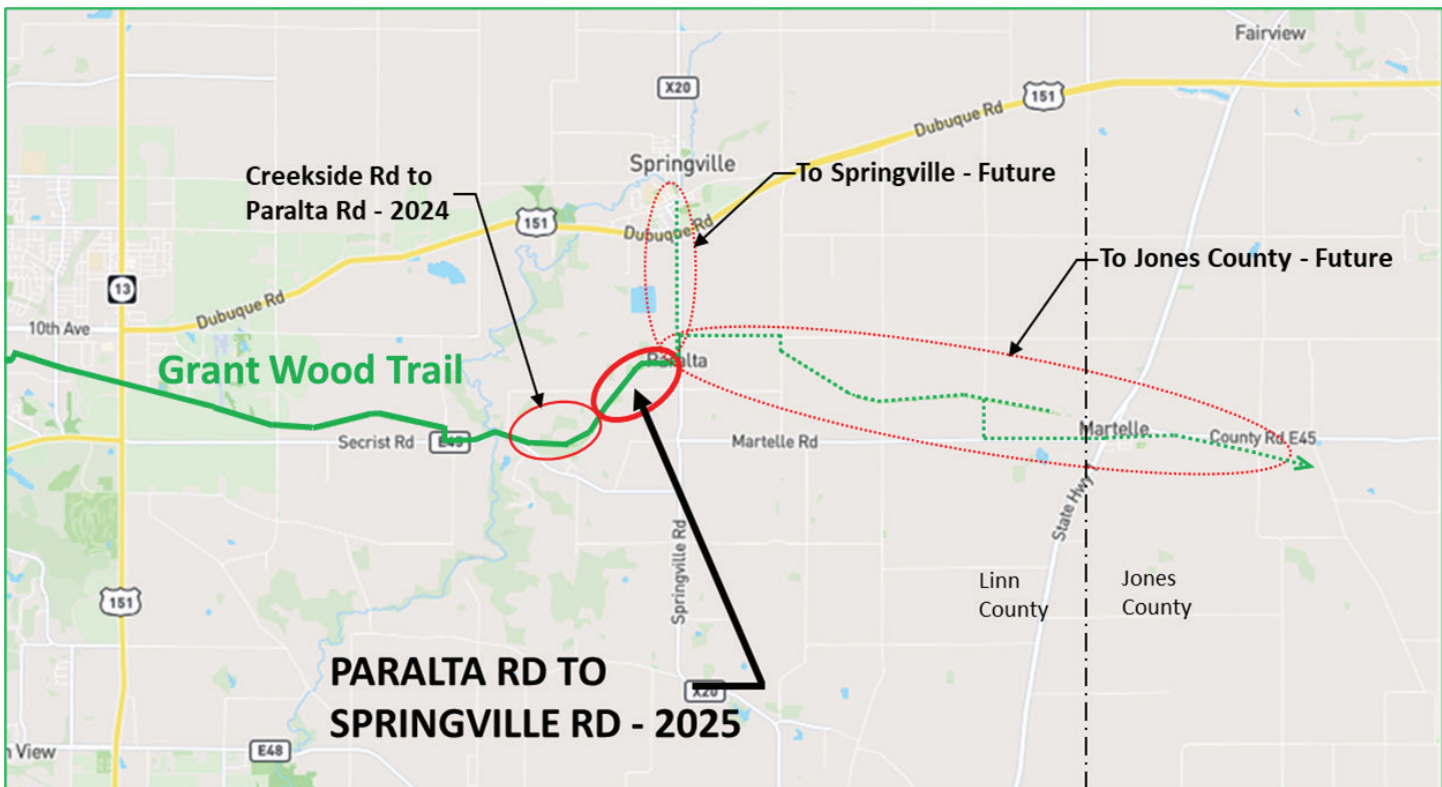 Fairview
X20
151
Dubuque Rd
Springville
Creekside Rd to
Paralta Rd - 2024
To Springville - Future
151
Dubuque Rd
To Jones County - Future
13
Dubuque Rd
10th Ave
Grant Wood Trail
Paralta
Secrist Rd
E45
Martelle Rd
Martelle
County Rd E45
State Hwy 1
Springville Rd
Linn
County
Jones
County
151
PARALTA RD TO
SPRINGVILLE RD - 2025
X20
View
E48